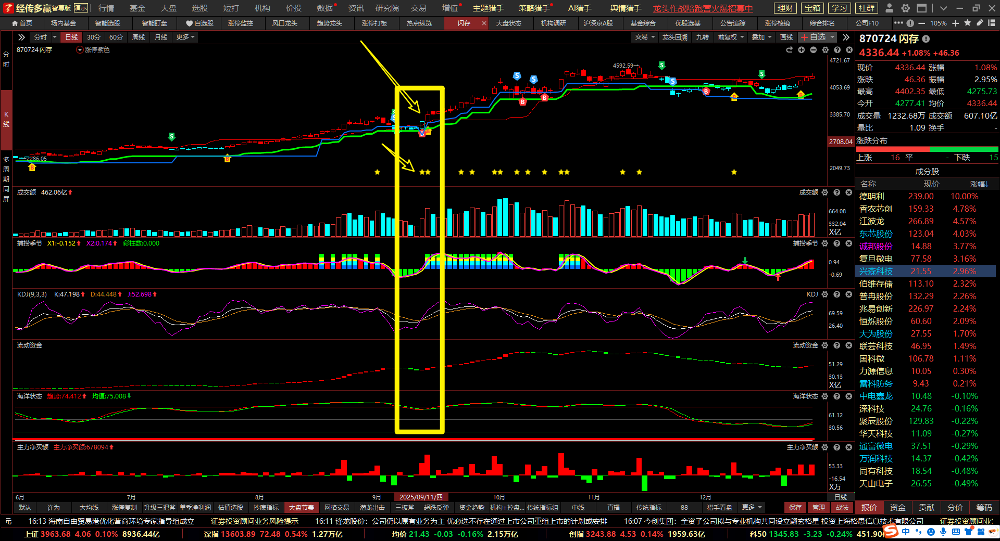 经传多赢 智尊版 演示 行情 基金 大盘 选股 短打 机构 价投 数据 资讯 研究院 交易 增值 主题猎手 策略猎手 AI猎手 舆情猎手 龙头作战陪跑营火爆招募中 理财 宝箱 学习 社群
首页 场内基金 智能选股 智能盯盘 自选股 涨停监控 风口龙头 趋势龙头 涨停打板 热点纵览 闪存 大盘状态 机构调研 沪深京A股 基金综合 优股选基 公告追踪 涨停棱镜 综合排名 公司F10 105%
分时 日线 30分 60分 周线 月线 更多 交易 龙头回溯 九转 前复权 叠加 画线 自选
870724 闪存 涨停紫色
分时
K线
多周期同屏
4592.59
2286.05
4721.67
4053.69
3385.70
2708.04
2049.73
成交额 462.06亿 成交额
664.08
332.04
X亿
捕捞季节 X1:-0.152 X2:0.174 彩柱数:0.000 捕捞季节
0.94
-0.69
KDJ(9,3,3) K:47.198 D:44.448 J:52.698 KDJ
69.59
26.40
流动资金 流动资金
51.29
30.13
X亿
海洋状态 趋势:74.412 均值:75.008 海洋状态
61.12
30.56
主力净买额 主力净买额:678094 主力净买额
53.33
-16.54
X万
6月 7月 8月 9月 2025/09/11/四 10月 11月 12月 日线
默认 许为 大均线 涨停复制 升级三把斧 单季净利润 估值选股 抄底指标 大盘节奏 网格交易 潜龙出击 三板斧 超跌反弹 资金趋势 机构+控盘... 传统指标组 中线 直播 传统指标 88 猎手看盘 更多 保存 管理 战法
870724 闪存
4336.44 +1.08% +46.36
现价 4336.44 涨幅 1.08%
涨跌 46.36 振幅 2.95%
最高 4402.35 最低 4275.73
今开 4277.41 均价 4336.44
成交量 1232.68万 成交额 607.10亿
量比 1.09 换手 -
涨跌分布
上涨 16 平 - 下跌 15
成分股
名称 现价 涨幅↓
德明利 239.00 10.00%
香农芯创 159.33 4.78%
江波龙 266.89 4.57%
东芯股份 123.04 4.03%
诚邦股份 14.88 3.77%
复旦微电 77.58 3.16%
兴森科技 21.55 2.96%
佰维存储 113.10 2.32%
普冉股份 132.29 2.26%
兆易创新 226.97 2.24%
恒烁股份 60.60 2.09%
大为股份 27.55 1.70%
联芸科技 46.95 1.49%
国科微 106.78 1.11%
力源信息 10.05 0.30%
雷科防务 9.43 0.21%
中电鑫龙 10.48 -0.10%
深科技 24.76 -0.16%
聚辰股份 129.83 -0.22%
华天科技 11.09 -0.27%
通富微电 37.51 -0.29%
万润科技 14.37 -0.42%
同有科技 18.54 -0.48%
天山电子 26.55 -0.49%
报价 资金 贡献 分价 筹码
元 16:13 海南自由贸易港优化营商环境专家指导组成立 证券投资顾问业务风险提示 16:11 锋龙股份：公司仍以原有业务为主 优必选不存在通过上市公司重组上市的计划或安排 16:07 今创集团：全资子公司拟与专业机构共同设立翩玄格星 投资上海格思信息技术有限公司 证券投资顾问业务
上证 3963.68 4.06 0.10% 8936.44亿 深指 13603.89 72.48 0.54% 1.27万亿 均价 21.43 -0.03 -0.16% 2.15万亿 创指 3243.88 4.53 0.14% 1959.63亿 科50 1345.83 -3.23 -0.24% 451.90
中